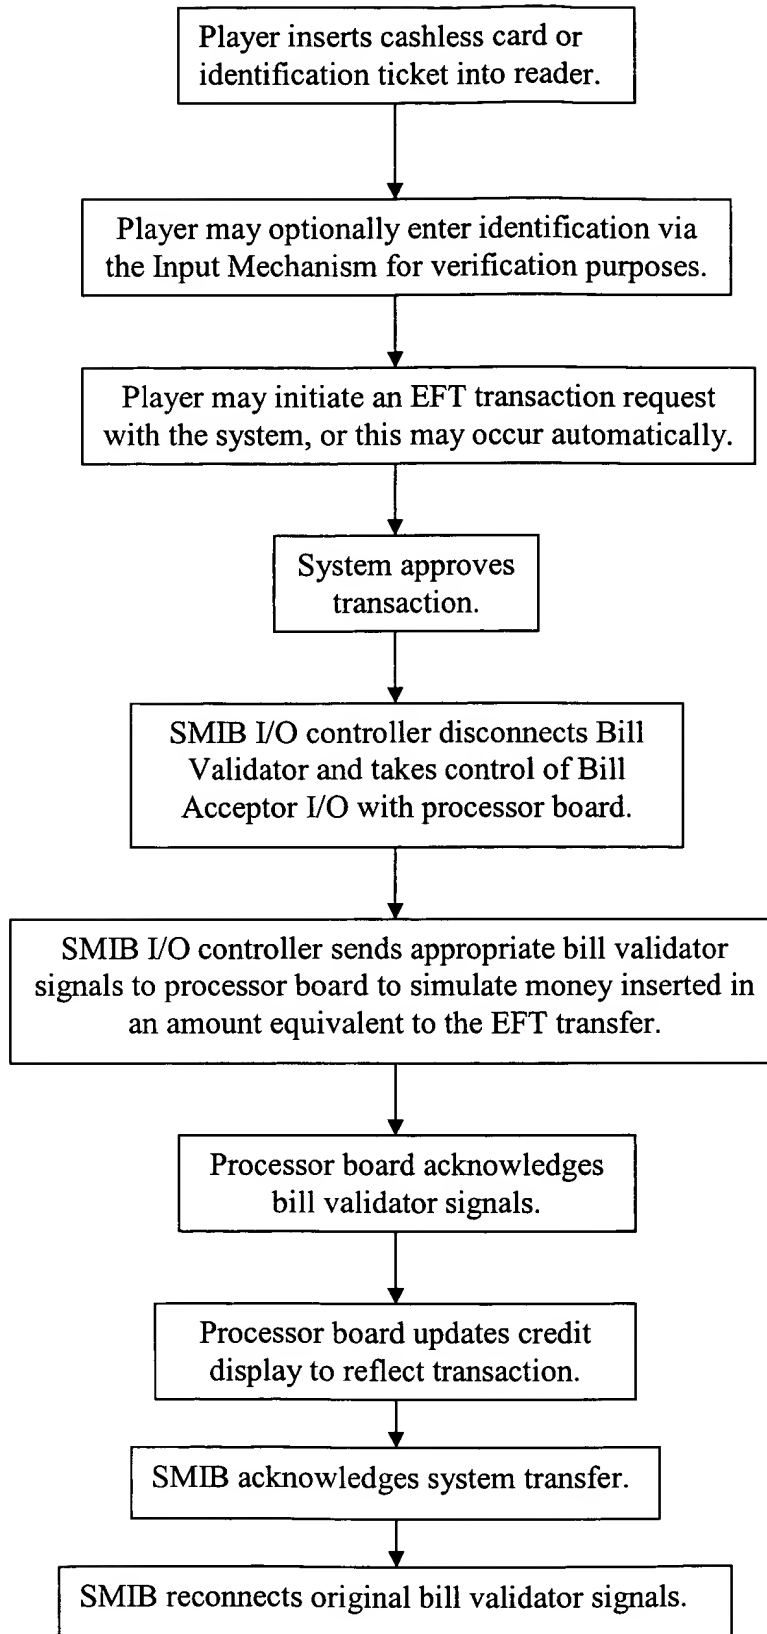 Player inserts cashless card or
identification ticket into reader.
Player may optionally enter identification via
the Input Mechanism for verification purposes.
Player may initiate an EFT transaction request
with the system, or this may occur automatically.
System approves
transaction.
SMIB I/O controller disconnects Bill
Validator and takes control of Bill
Acceptor I/O with processor board.
SMIB I/O controller sends appropriate bill validator
signals to processor board to simulate money inserted in
an amount equivalent to the EFT transfer.
Processor board acknowledges
bill validator signals.
Processor board updates credit
display to reflect transaction.
SMIB acknowledges system transfer.
SMIB reconnects original bill validator signals.